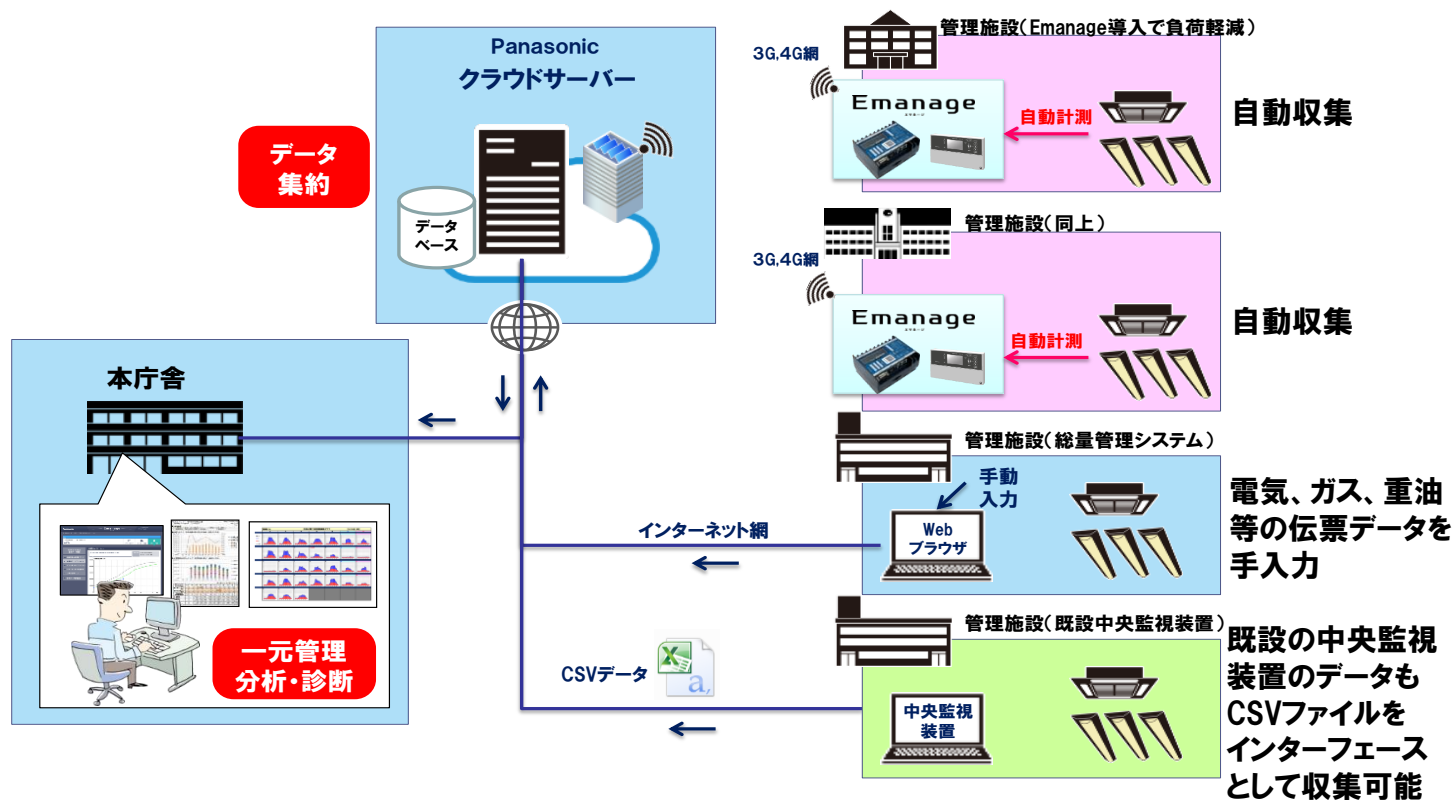 Panasonic
クラウドサーバー
データ
集約
データ
ベース
本庁舎
一元管理
分析・診断
インターネット網
CSVデータ
管理施設(Emanage導入で負荷軽減)
3G,4G網
Emanage
自動計測
自動収集
管理施設(同上)
3G,4G網
Emanage
自動計測
自動収集
管理施設(総量管理システム)
手動
入力
Web
ブラウザ
電気、ガス、重油
等の伝票データを
手入力
管理施設(既設中央監視装置)
中央監視
装置
既設の中央監視
装置のデータも
CSVファイルを
インターフェース
として収集可能
a,